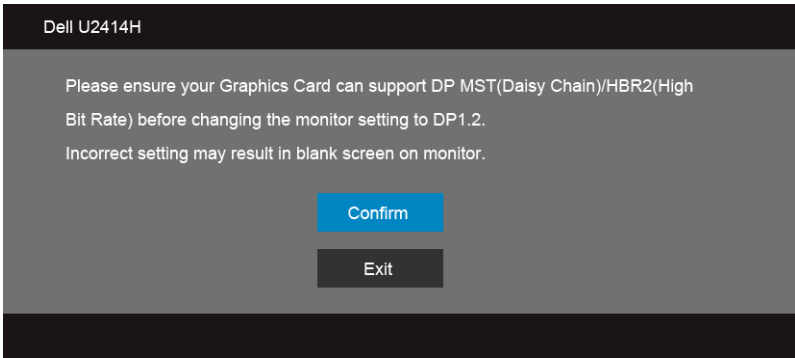 Dell U2414H
Please ensure your Graphics Card can support DP MST(Daisy Chain)/HBR2(High
Bit Rate) before changing the monitor setting to DP1.2.
Incorrect setting may result in blank screen on monitor.
Confirm
Exit